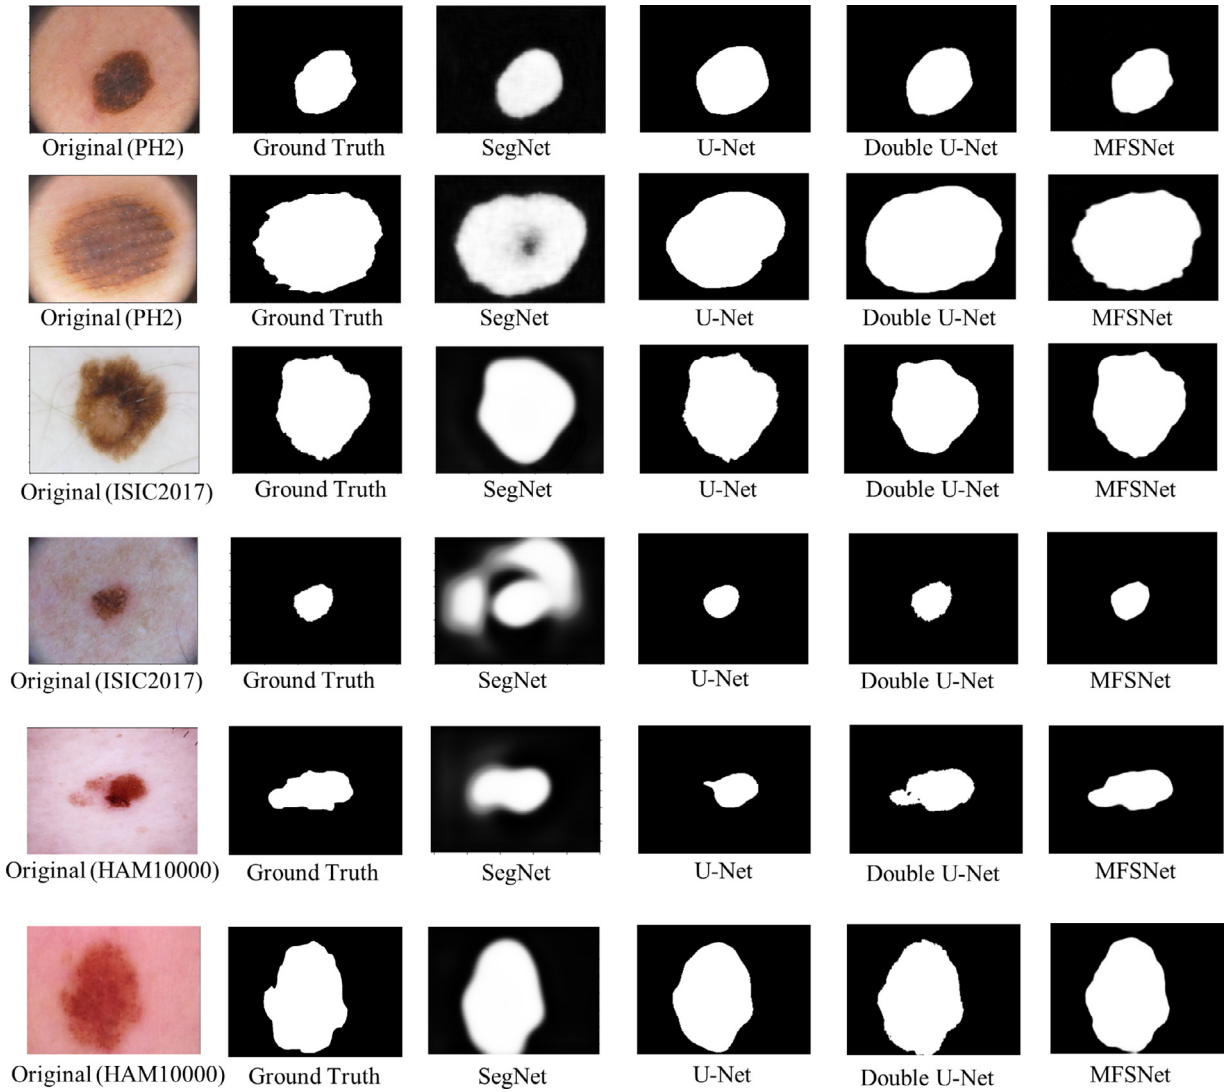 Original (PH2) Ground Truth SegNet U-Net Double U-Net MFSNet
Original (PH2) Ground Truth SegNet U-Net Double U-Net MFSNet
Original (ISIC2017) Ground Truth SegNet U-Net Double U-Net MFSNet
Original (ISIC2017) Ground Truth SegNet U-Net Double U-Net MFSNet
Original (HAM10000) Ground Truth SegNet U-Net Double U-Net MFSNet
Original (HAM10000) Ground Truth SegNet U-Net Double U-Net MFSNet